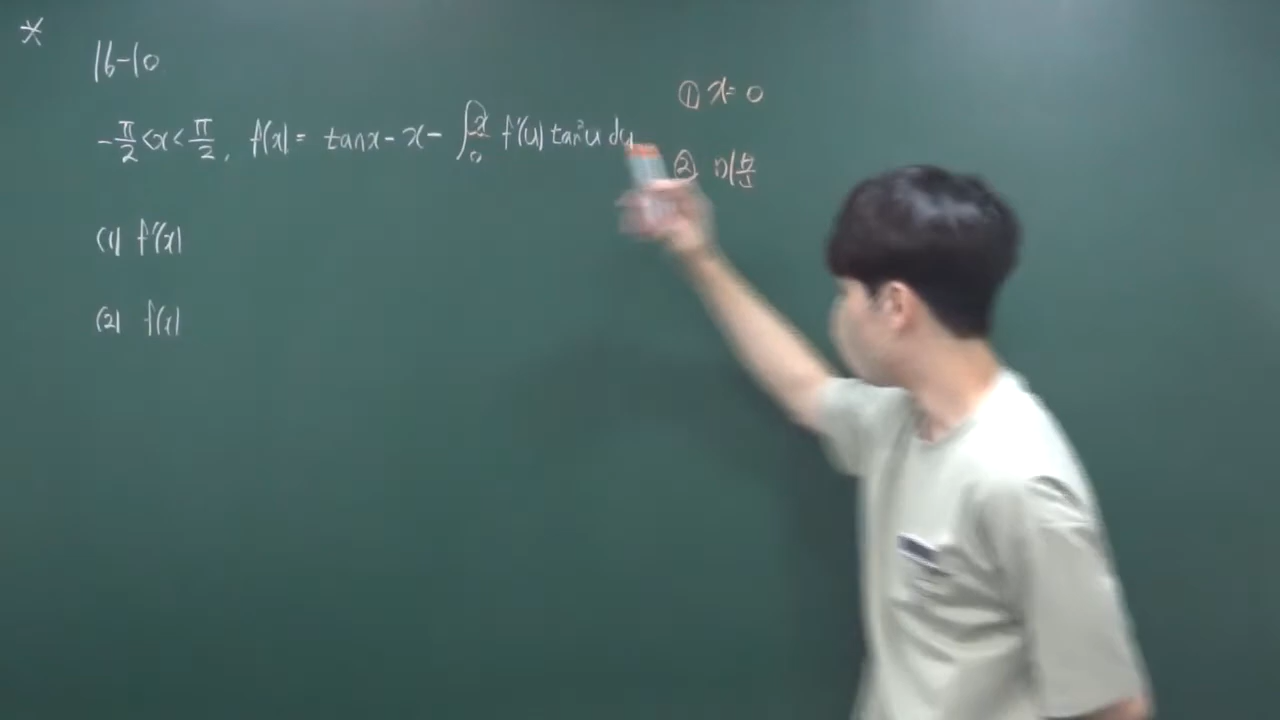 *
16-10
-π/2 < x < π/2, f(x) = tanx - x - ∫₀ˣ f'(u) tan²u du
(1) f'(x)
(2) f(x)
① x = 0
② 미분